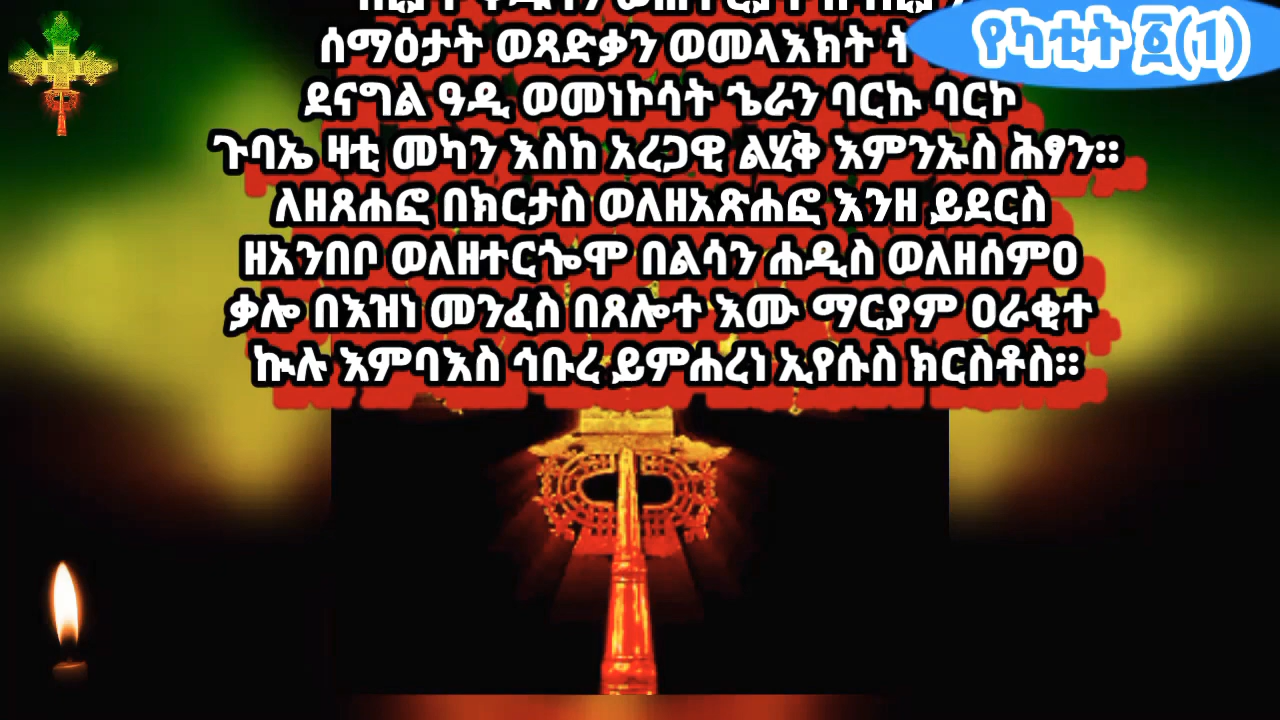 የካቲት ፩(1)
ሰማዕታት ወጻድቃን ወመላእክት
ደናግል ዓዲ ወመነኮሳት ኄራን ባርኩ ባርኮ
ጉባኤ ዛቲ መካን እስከ አረጋዊ ልሂቅ እምንኡስ ሕፃን።
ለዘጸሐፎ በክርታስ ወለዘአጽሐፎ እንዘ ይደርስ
ዘአንበቦ ወለዘተርጐሞ በልሳን ሐዲስ ወለዘሰምዐ
ቃሎ በእዝነ መንፈስ በጸሎተ እሙ ማርያም ዐራቂተ
ኵሉ እምባእስ ኅቡረ ይምሐረነ ኢየሱስ ክርስቶስ።